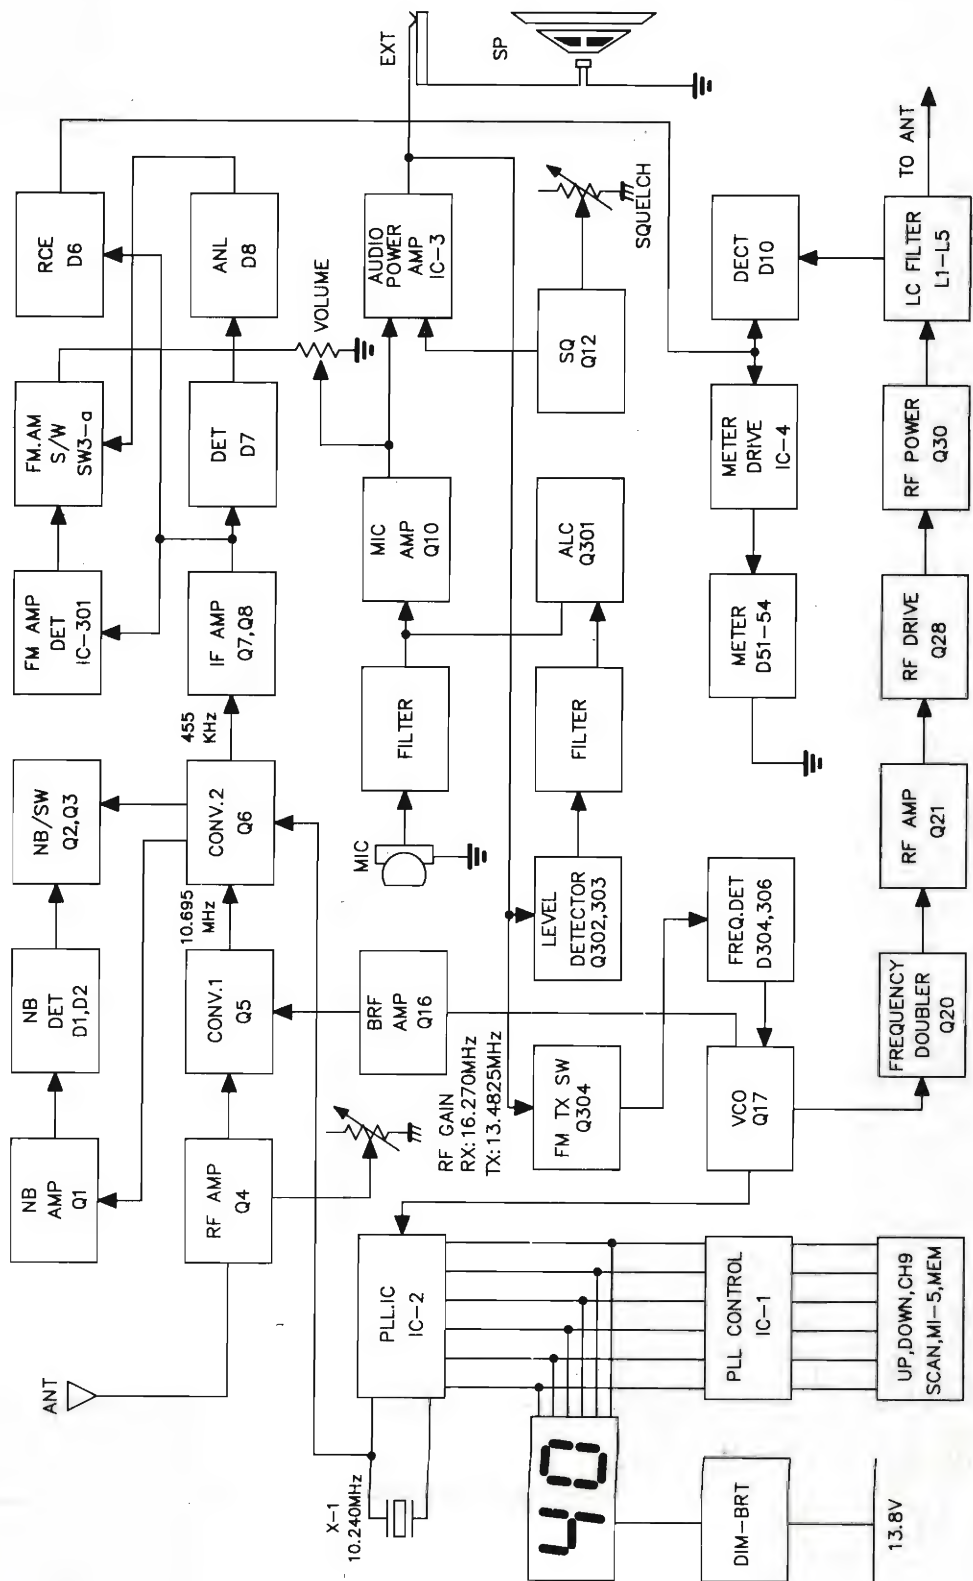 ANT
NB
AMP
Q1
NB
DET
D1,D2
NB/SW
Q2,Q3
FM AMP
DET
IC-301
FM.AM
S/W
SW3-a
RCE
D6
RF AMP
Q4
CONV.1
Q5
10.695
MHz
CONV.2
Q6
455
KHz
IF AMP
Q7,Q8
DET
D7
ANL
D8
VOLUME
X-1
10.240MHz
PLL.IC
IC-2
RF GAIN
RX:16.270MHz
TX:13.4825MHz
BRF
AMP
Q16
MIC
FILTER
MIC
AMP
Q10
AUDIO
POWER
AMP
IC-3
EXT
SP
FM TX SW
Q304
LEVEL
DETECTOR
Q302,303
FILTER
ALC
Q301
SQ
Q12
SQUELCH
40
DIM-BRT
13.8V
PLL CONTROL
IC-1
UP,DOWN,CH9
SCAN,MI-5,MEM
VCO
Q17
FREQ.DET
D304,306
METER
D51-54
METER
DRIVE
IC-4
DECT
D10
FREQUENCY
DOUBLER
Q20
RF AMP
Q21
RF DRIVE
Q28
RF POWER
Q30
LC FILTER
L1-L5
TO ANT